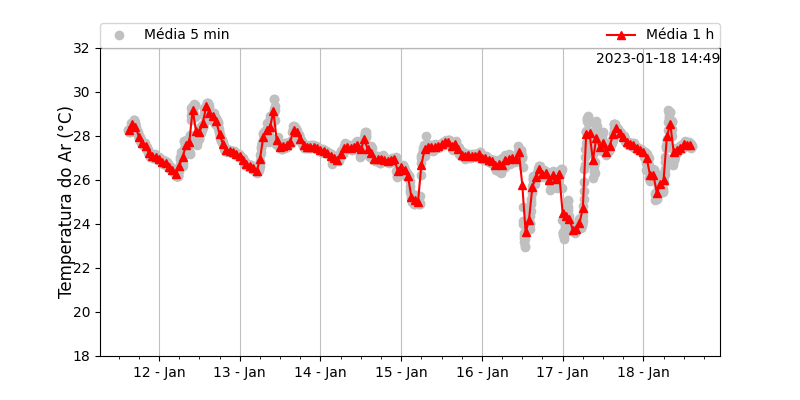 Média 5 min
Média 1 h
2023-01-18 14:49
Temperatura do Ar (°C)
32
30
28
26
24
22
20
18
12 - Jan
13 - Jan
14 - Jan
15 - Jan
16 - Jan
17 - Jan
18 - Jan